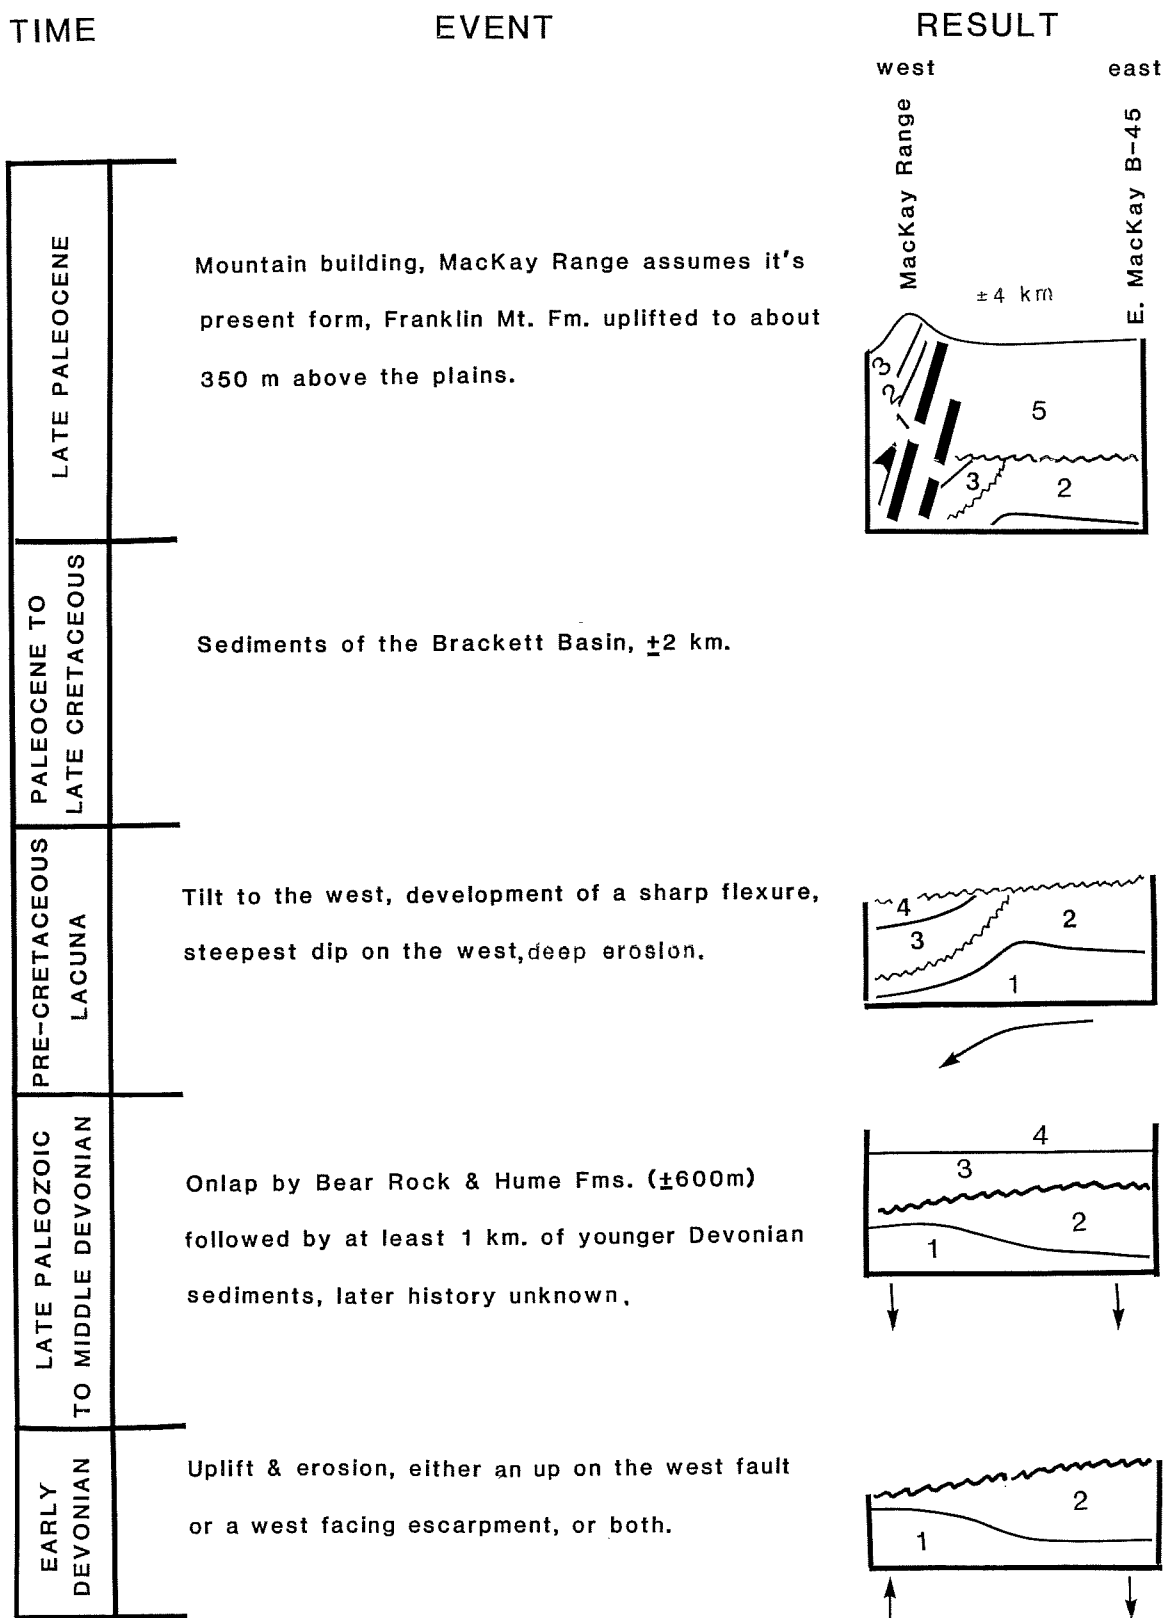 TIME EVENT RESULT
west east
MacKay Range
E. MacKay B-45
±4 km
LATE PALEOCENE
Mountain building, MacKay Range assumes it's
present form, Franklin Mt. Fm. uplifted to about
350 m above the plains.
3
2
1
5
3
2
PALEOCENE TO
LATE CRETACEOUS
Sediments of the Brackett Basin, ±2 km.
PRE-CRETACEOUS
LACUNA
Tilt to the west, development of a sharp flexure,
steepest dip on the west, deep erosion.
4
3
2
1
LATE PALEOZOIC
TO MIDDLE DEVONIAN
Onlap by Bear Rock & Hume Fms. (±600m)
followed by at least 1 km. of younger Devonian
sediments, later history unknown.
4
3
2
1
EARLY
DEVONIAN
Uplift & erosion, either an up on the west fault
or a west facing escarpment, or both.
2
1